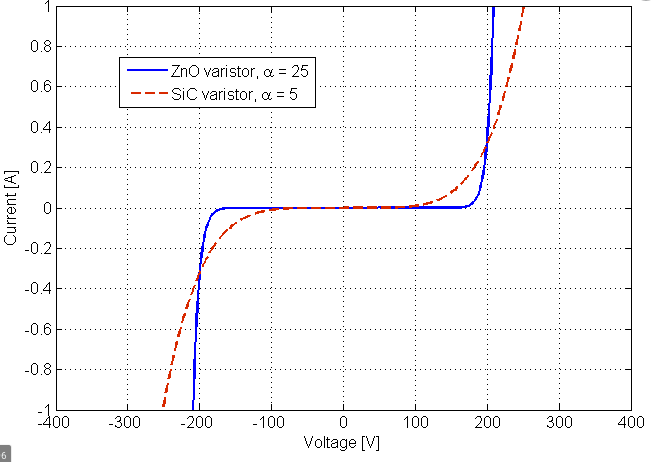 1
0.8
0.6
0.4
0.2
0
-0.2
-0.4
-0.6
-0.8
-1
ZnO varistor, α = 25
SiC varistor, α = 5
Current [A]
-400 -300 -200 -100 0 100 200 300 400
Voltage [V]
6